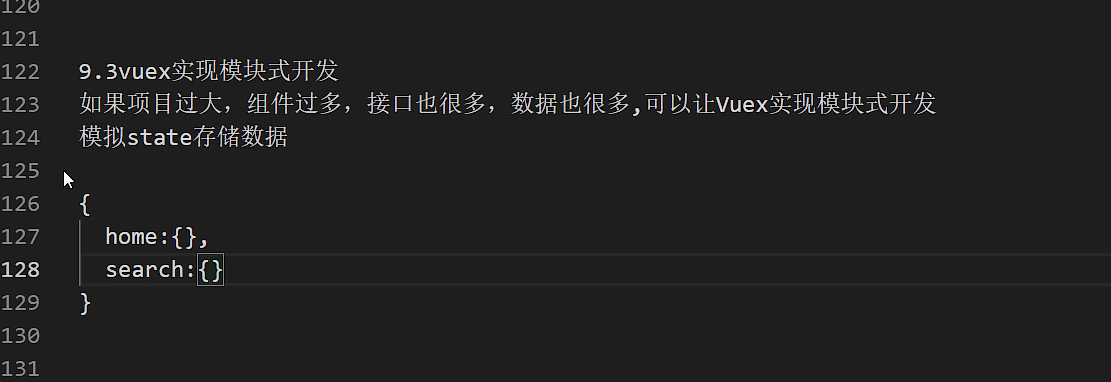 120
121
122 9.3vuex实现模块式开发
123 如果项目过大，组件过多，接口也很多，数据也很多,可以让Vuex实现模块式开发
124 模拟state存储数据
125
126 {
127 home:{},
128 search:{}
129 }
130
131